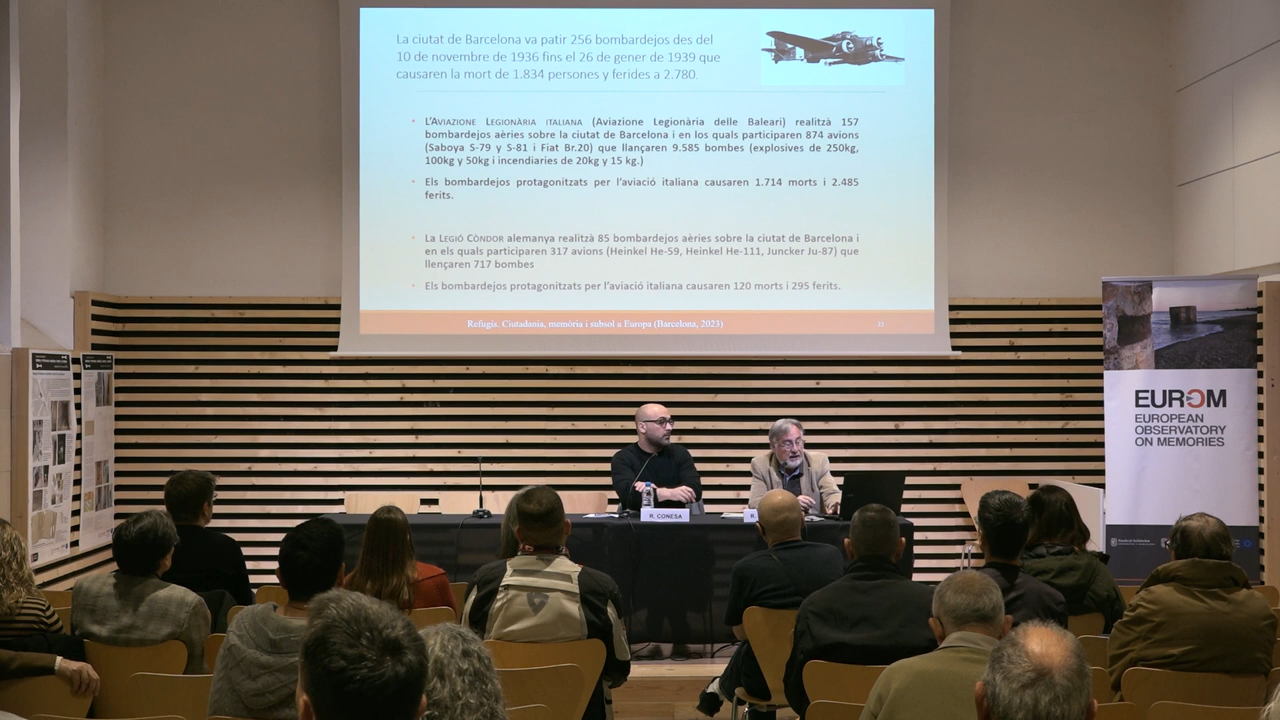 La ciutat de Barcelona va patir 256 bombardejos des del
10 de novembre de 1936 fins el 26 de gener de 1939 que
causaren la mort de 1.834 persones y ferides a 2.780.
• L'AVIAZIONE LEGIONÀRIA ITALIANA (Aviazione Legionària delle Baleari) realitzà 157
bombardejos aèries sobre la ciutat de Barcelona i en los quals participaren 874 avions
(Saboya S-79 y S-81 i Fiat Br.20) que llançaren 9.585 bombes (explosives de 250kg,
100kg y 50kg i incendiaries de 20kg y 15 kg.)
• Els bombardejos protagonitzats per l'aviació italiana causaren 1.714 morts i 2.485
ferits.
• La LEGIÓ CÒNDOR alemanya realitzà 85 bombardejos aèries sobre la ciutat de Barcelona i
en els quals participaren 317 avions (Heinkel He-59, Heinkel He-111, Juncker Ju-87) que
llençaren 717 bombes
• Els bombardejos protagonitzats per l'aviació italiana causaren 120 morts i 295 ferits.
Refugis. Ciutadania, memòria i subsol a Europa (Barcelona, 2023)
EUROM
EUROPEAN
OBSERVATORY
ON MEMORIES
R. CONESA
R.